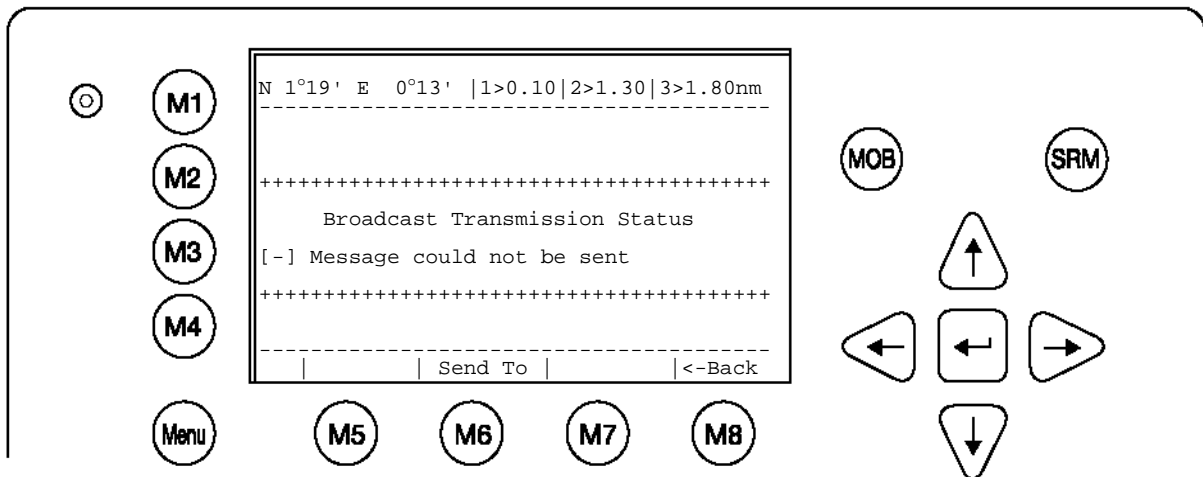 N 1°19' E 0°13' |1>0.10|2>1.30|3>1.80nm
----------------------------------------
++++++++++++++++++++++++++++++++++++++++
Broadcast Transmission Status
[-] Message could not be sent
++++++++++++++++++++++++++++++++++++++++
----------------------------------------
| | Send To | |<-Back
M1
M2
M3
M4
Menu
M5
M6
M7
M8
MOB
SRM